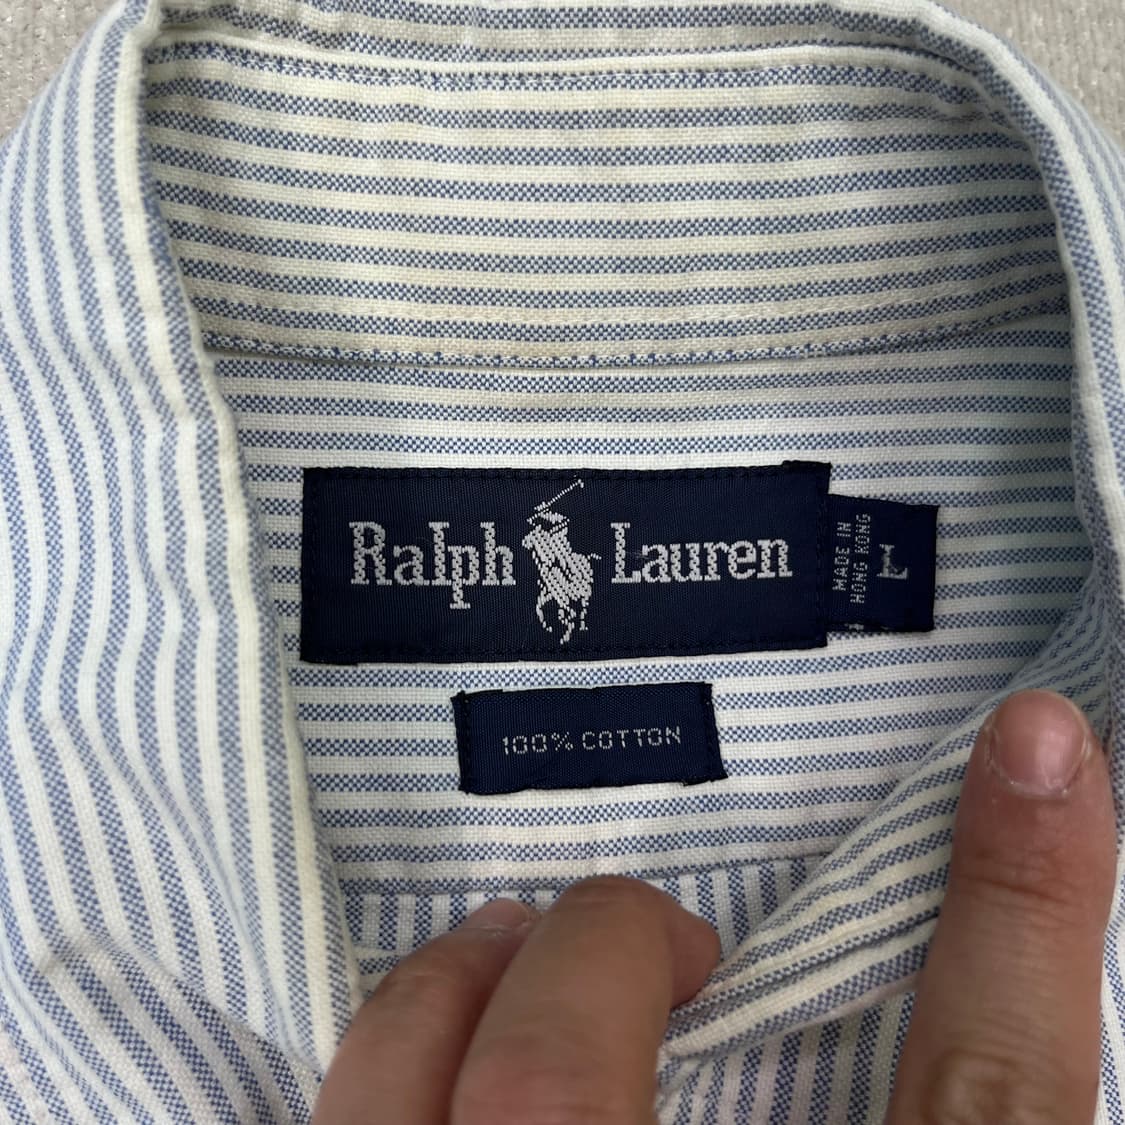 Ralph Lauren
MADE IN
HONG KONG
L
100% COTTON